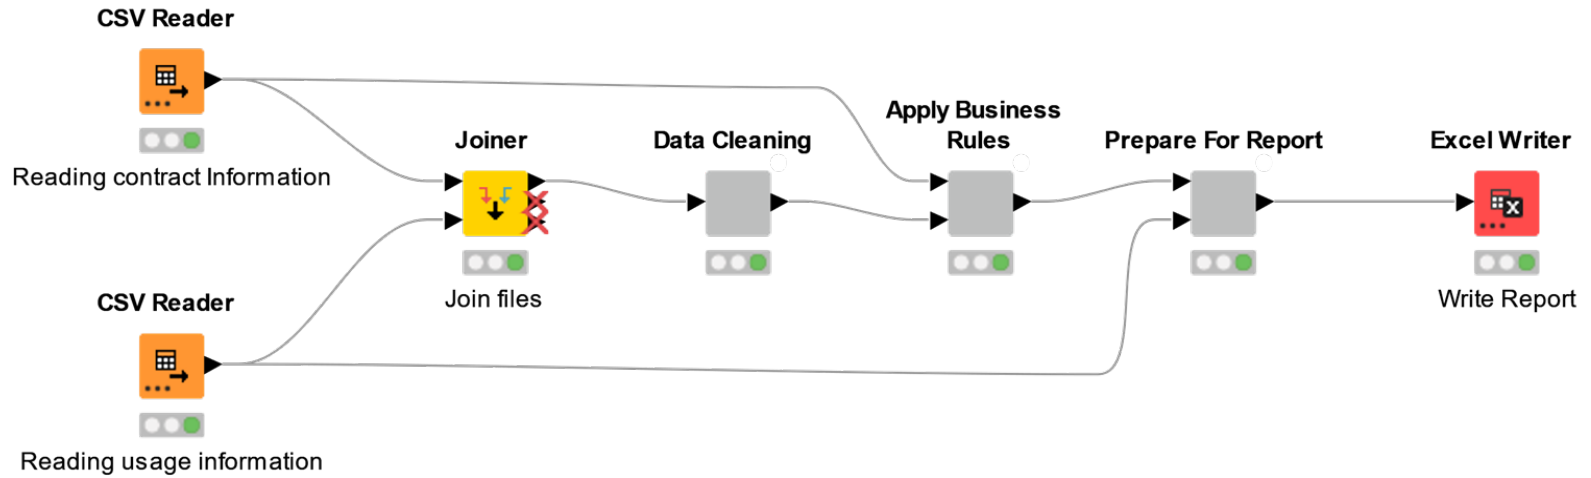 CSV Reader
Reading contract Information
Joiner
Join files
Data Cleaning
Apply Business
Rules
Prepare For Report
Excel Writer
X
Write Report
CSV Reader
Reading usage information